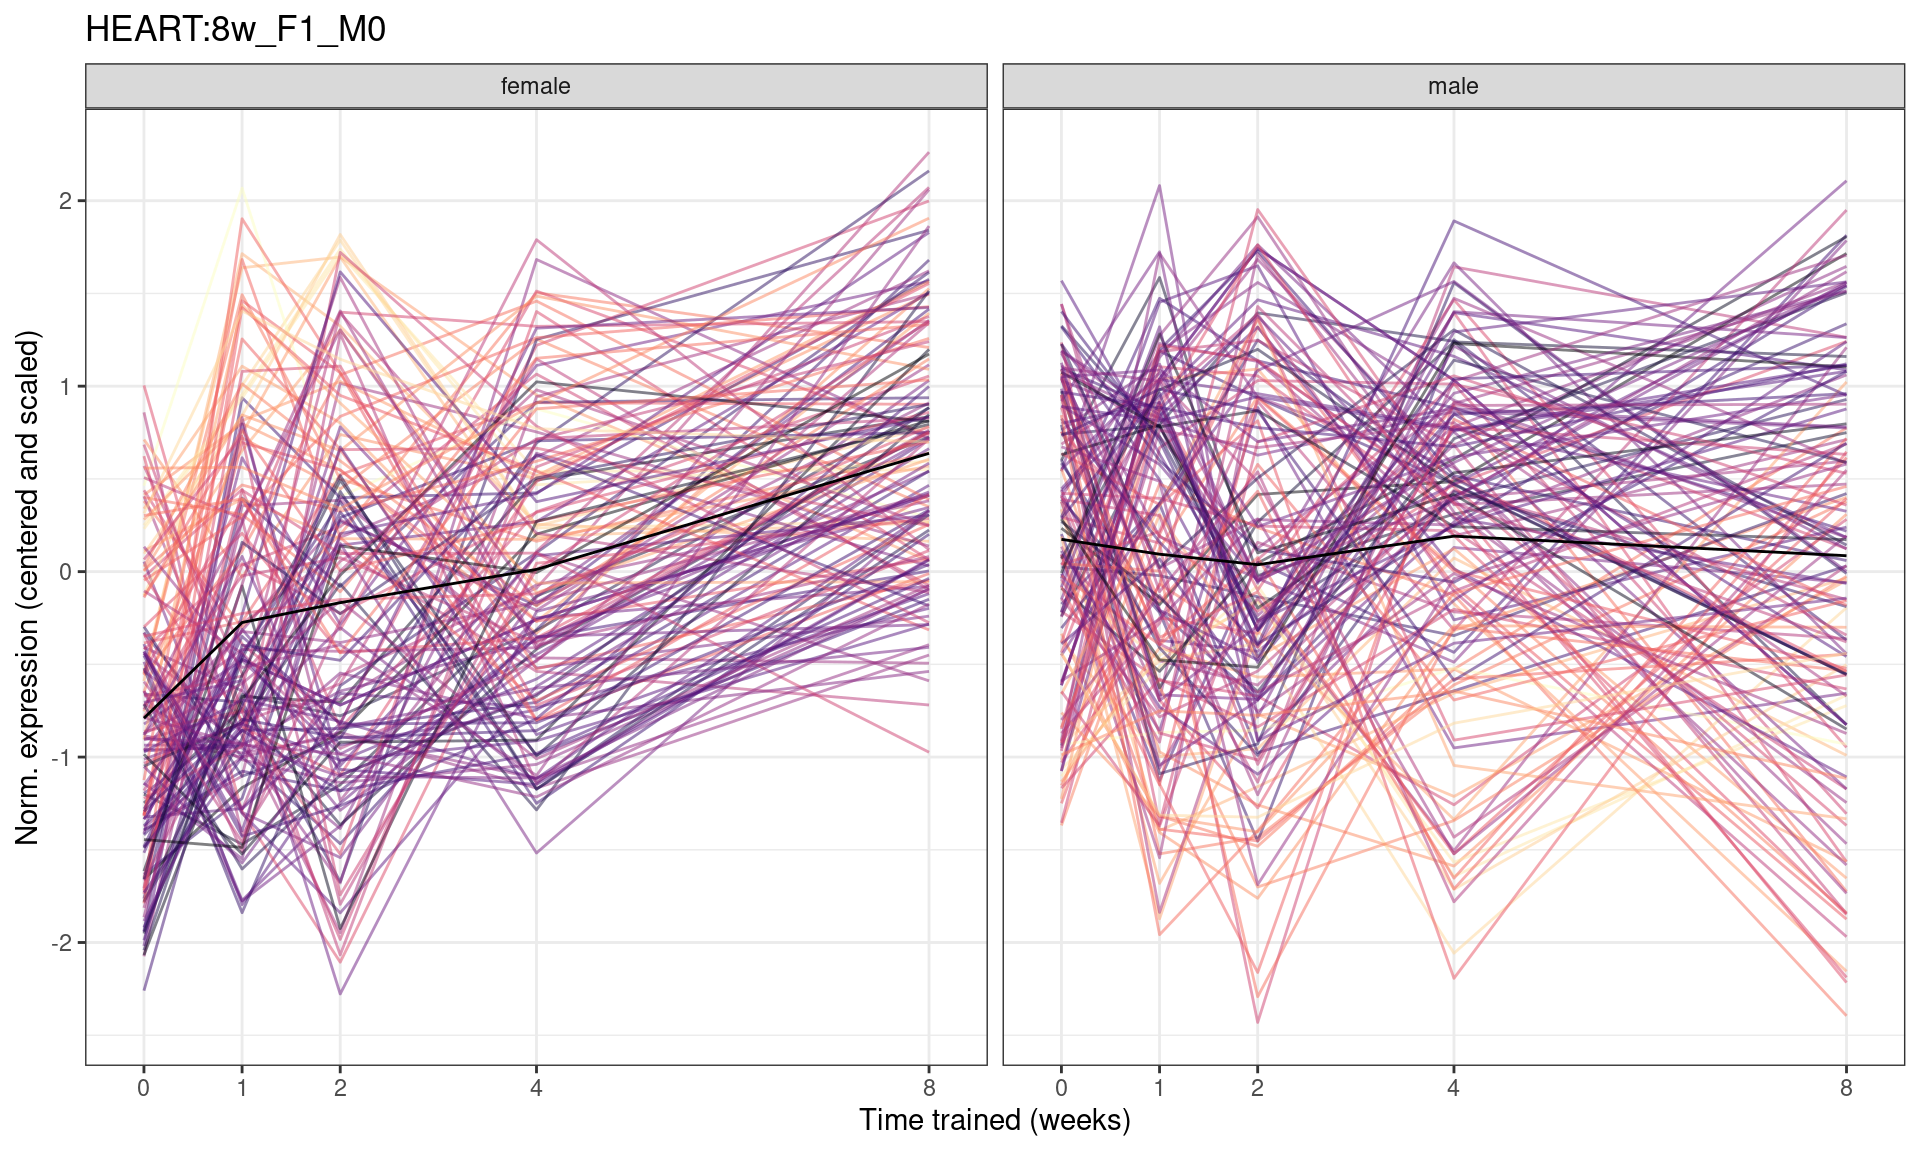 HEART:8w_F1_M0
female
male
Norm. expression (centered and scaled)
2
1
0
-1
-2
0 1 2 4 8
0 1 2 4 8
Time trained (weeks)